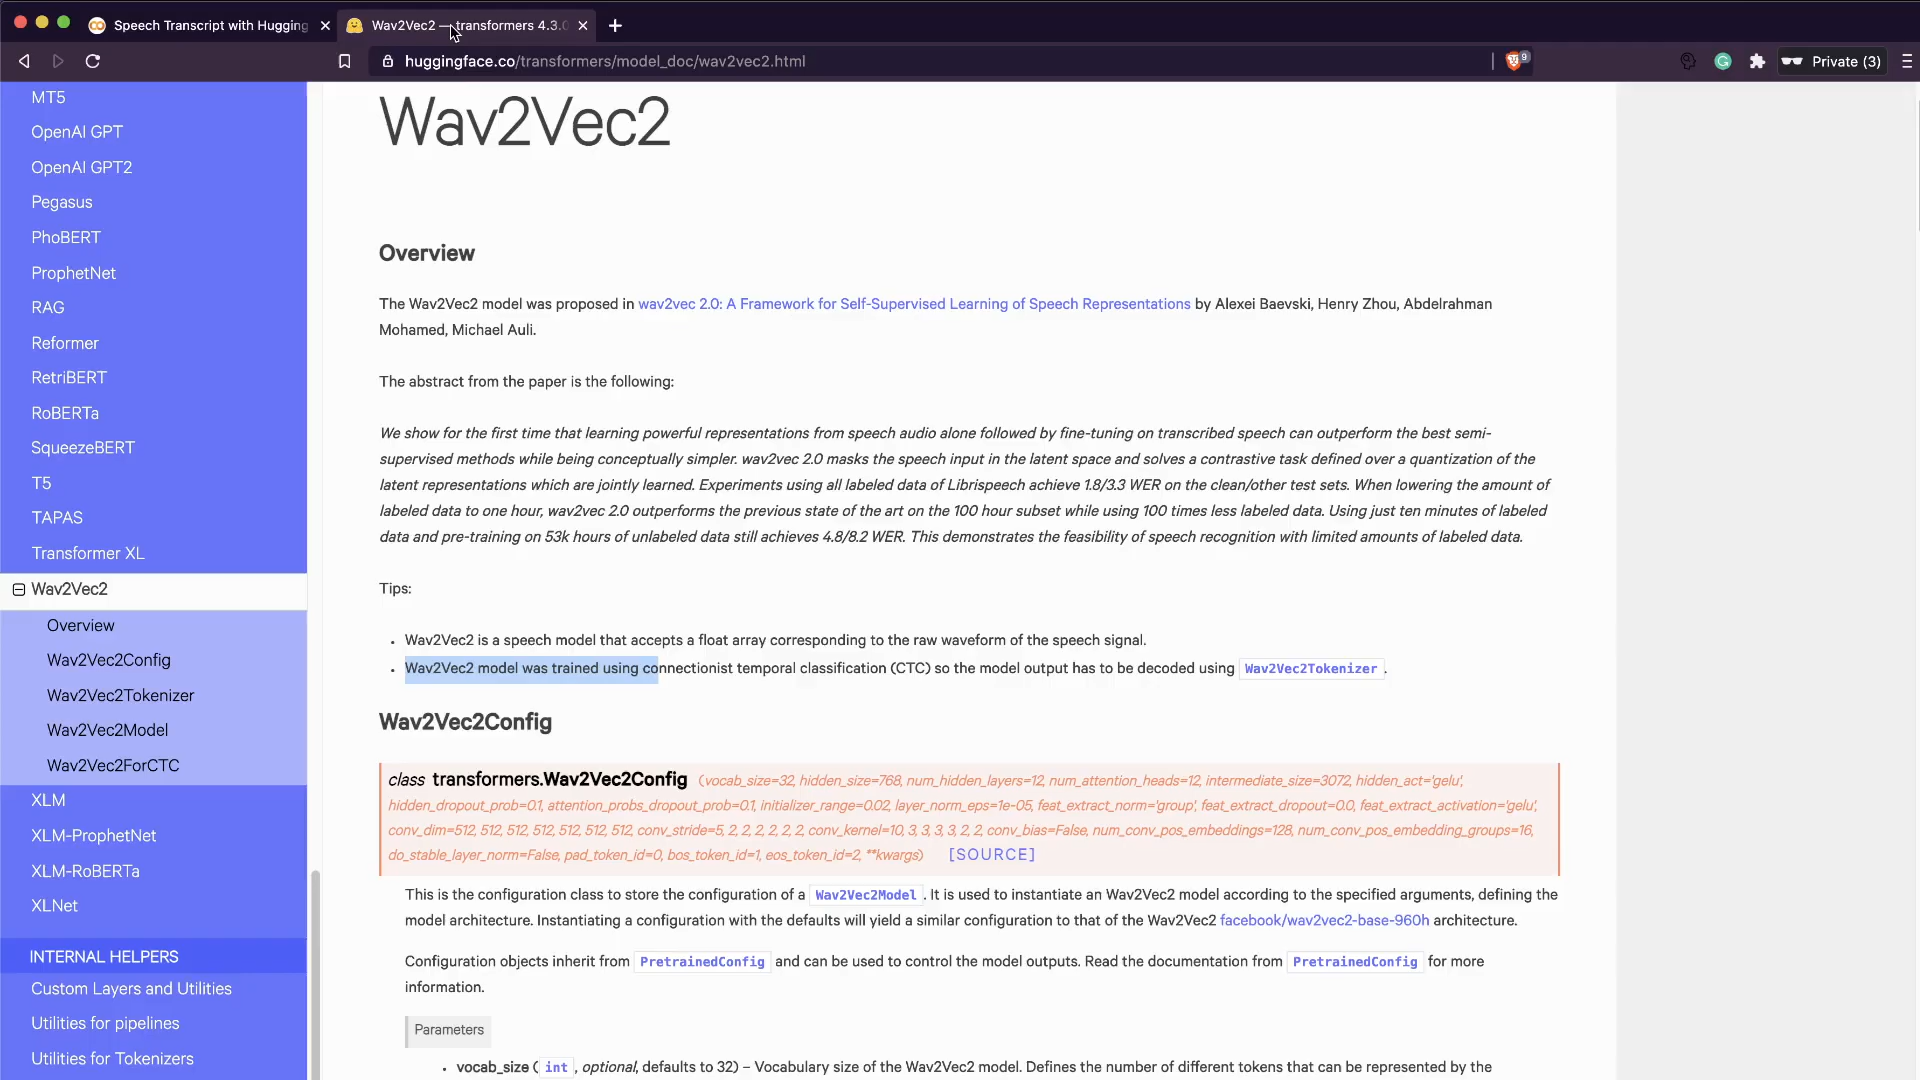 Speech Transcript with Hugging
Wav2Vec2 — transformers 4.3.0
huggingface.co/transformers/model_doc/wav2vec2.html
9
Private (3)
MT5
OpenAI GPT
OpenAI GPT2
Pegasus
PhoBERT
ProphetNet
RAG
Reformer
RetriBERT
RoBERTa
SqueezeBERT
T5
TAPAS
Transformer XL
Wav2Vec2
Overview
Wav2Vec2Config
Wav2Vec2Tokenizer
Wav2Vec2Model
Wav2Vec2ForCTC
XLM
XLM-ProphetNet
XLM-RoBERTa
XLNet
INTERNAL HELPERS
Custom Layers and Utilities
Utilities for pipelines
Utilities for Tokenizers
Wav2Vec2
Overview
The Wav2Vec2 model was proposed in wav2vec 2.0: A Framework for Self-Supervised Learning of Speech Representations by Alexei Baevski, Henry Zhou, Abdelrahman
Mohamed, Michael Auli.
The abstract from the paper is the following:
We show for the first time that learning powerful representations from speech audio alone followed by fine-tuning on transcribed speech can outperform the best semi-
supervised methods while being conceptually simpler. wav2vec 2.0 masks the speech input in the latent space and solves a contrastive task defined over a quantization of the
latent representations which are jointly learned. Experiments using all labeled data of Librispeech achieve 1.8/3.3 WER on the clean/other test sets. When lowering the amount of
labeled data to one hour, wav2vec 2.0 outperforms the previous state of the art on the 100 hour subset while using 100 times less labeled data. Using just ten minutes of labeled
data and pre-training on 53k hours of unlabeled data still achieves 4.8/8.2 WER. This demonstrates the feasibility of speech recognition with limited amounts of labeled data.
Tips:
• Wav2Vec2 is a speech model that accepts a float array corresponding to the raw waveform of the speech signal.
• Wav2Vec2 model was trained using connectionist temporal classification (CTC) so the model output has to be decoded using Wav2Vec2Tokenizer.
Wav2Vec2Config
class transformers.Wav2Vec2Config (vocab_size=32, hidden_size=768, num_hidden_layers=12, num_attention_heads=12, intermediate_size=3072, hidden_act='gelu',
hidden_dropout_prob=0.1, attention_probs_dropout_prob=0.1, initializer_range=0.02, layer_norm_eps=1e-05, feat_extract_norm='group', feat_extract_dropout=0.0, feat_extract_activation='gelu',
conv_dim=512, 512, 512, 512, 512, 512, 512, conv_stride=5, 2, 2, 2, 2, 2, 2, conv_kernel=10, 3, 3, 3, 3, 2, 2, conv_bias=False, num_conv_pos_embeddings=128, num_conv_pos_embedding_groups=16,
do_stable_layer_norm=False, pad_token_id=0, bos_token_id=1, eos_token_id=2, **kwargs) [SOURCE]
This is the configuration class to store the configuration of a Wav2Vec2Model. It is used to instantiate an Wav2Vec2 model according to the specified arguments, defining the
model architecture. Instantiating a configuration with the defaults will yield a similar configuration to that of the Wav2Vec2 facebook/wav2vec2-base-960h architecture.
Configuration objects inherit from PretrainedConfig and can be used to control the model outputs. Read the documentation from PretrainedConfig for more
information.
Parameters
• vocab_size (int, optional, defaults to 32) – Vocabulary size of the Wav2Vec2 model. Defines the number of different tokens that can be represented by the